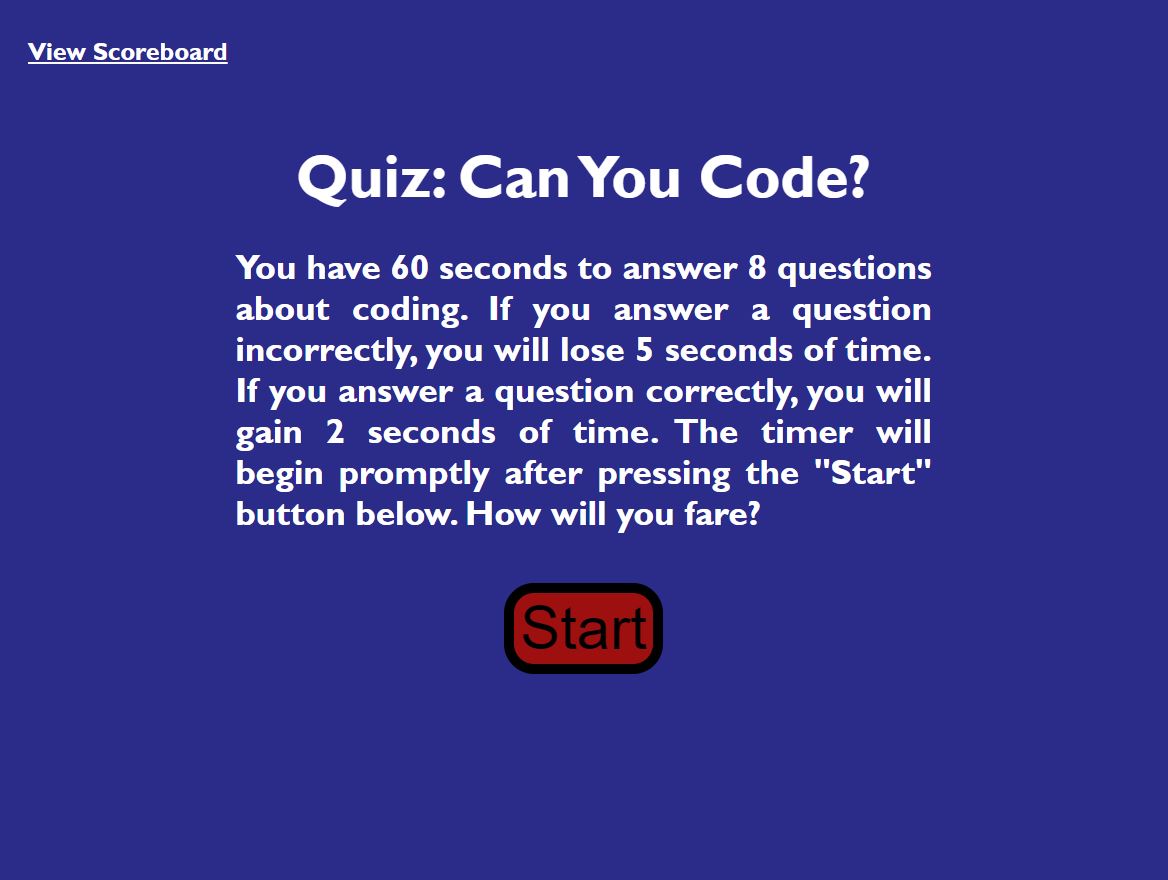 View Scoreboard
Quiz: Can You Code?
You have 60 seconds to answer 8 questions
about coding. If you answer a question
incorrectly, you will lose 5 seconds of time.
If you answer a question correctly, you will
gain 2 seconds of time. The timer will
begin promptly after pressing the "Start"
button below. How will you fare?
Start